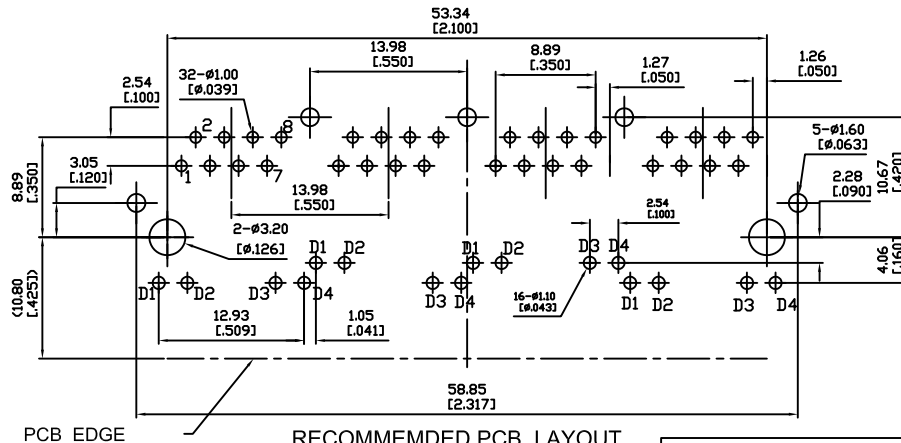 53.34
[2.100]
13.98
[.550]
8.89
[.350]
1.27
[.050]
1.26
[.050]
2.54
[.100]
32-ø1.00
[ø.039]
2
8
5-ø1.60
[ø.063]
1
7
3.05
[.120]
8.89
[.350]
2.28
[.090]
10.67
[.420]
13.98
[.550]
2.54
[.100]
2-ø3.20
[ø.126]
D1
D2
D1
D2
D3
D4
4.06
[.160]
(10.80
[.425])
D1
D2
D3
D4
D3
D4
16-ø1.10
[ø.043]
D1
D2
D3
D4
12.93
[.509]
1.05
[.041]
58.85
[2.317]
PCB EDGE
RECOMMEMDED PCB LAYOUT